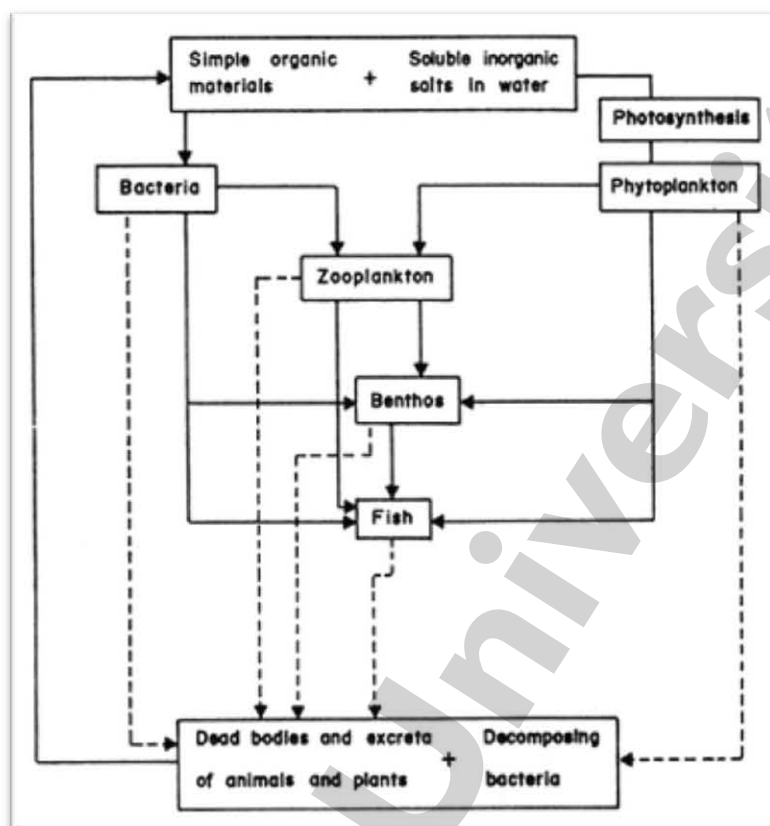 Simple organic materials + Soluble inorganic salts in water
Photosynthesis
Bacteria
Phytoplankton
Zooplankton
Benthos
Fish
Dead bodies and excreta of animals and plants + Decomposing bacteria
Universi